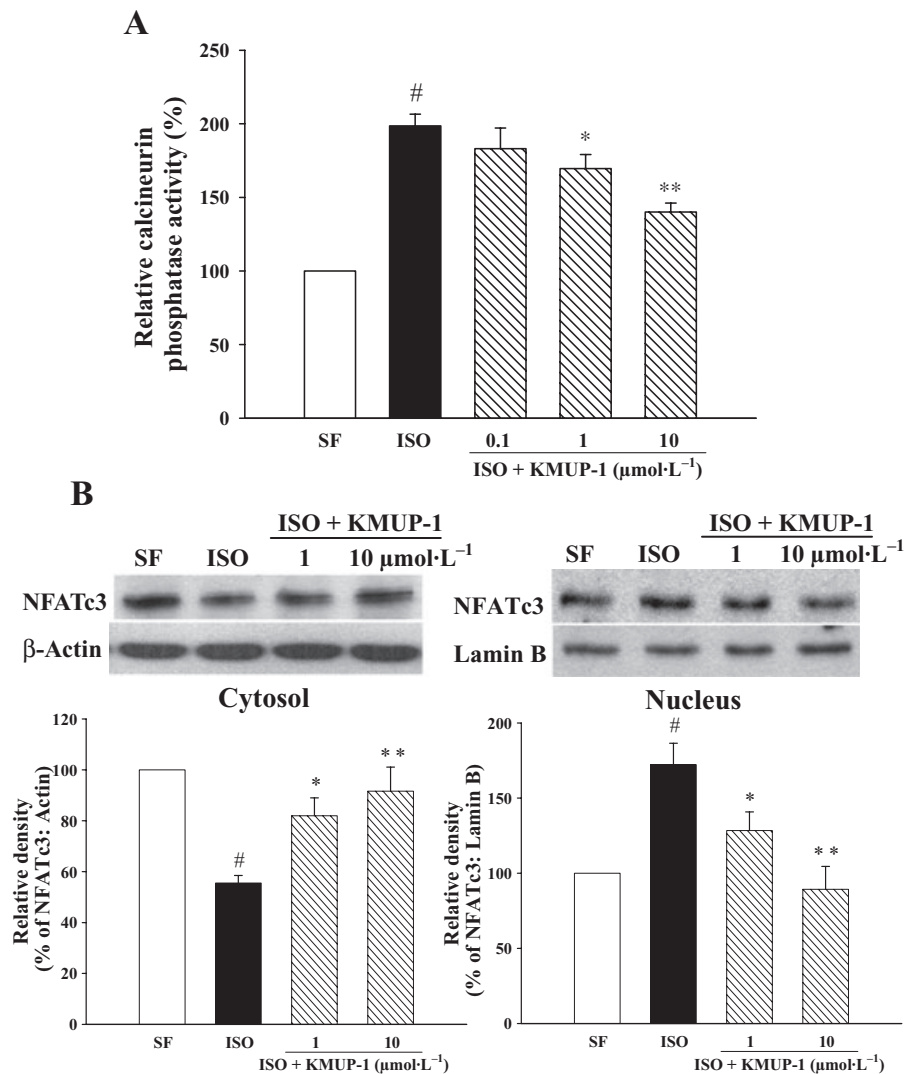 A
Relative calcineurin
phosphatase activity (%)
250
200
150
100
50
0
#
*
**
SF
ISO
0.1
1
10
ISO + KMUP-1 (µmol·L⁻¹)
B
ISO + KMUP-1
SF ISO 1 10 µmol·L⁻¹
NFATc3
β-Actin
Cytosol
Relative density
(% of NFATc3: Actin)
120
100
80
60
40
20
0
#
*
**
SF ISO 1 10
ISO + KMUP-1 (µmol·L⁻¹)
ISO + KMUP-1
SF ISO 1 10 µmol·L⁻¹
NFATc3
Lamin B
Nucleus
Relative density
(% of NFATc3: Lamin B)
200
150
100
50
0
#
*
**
SF ISO 1 10
ISO + KMUP-1 (µmol·L⁻¹)